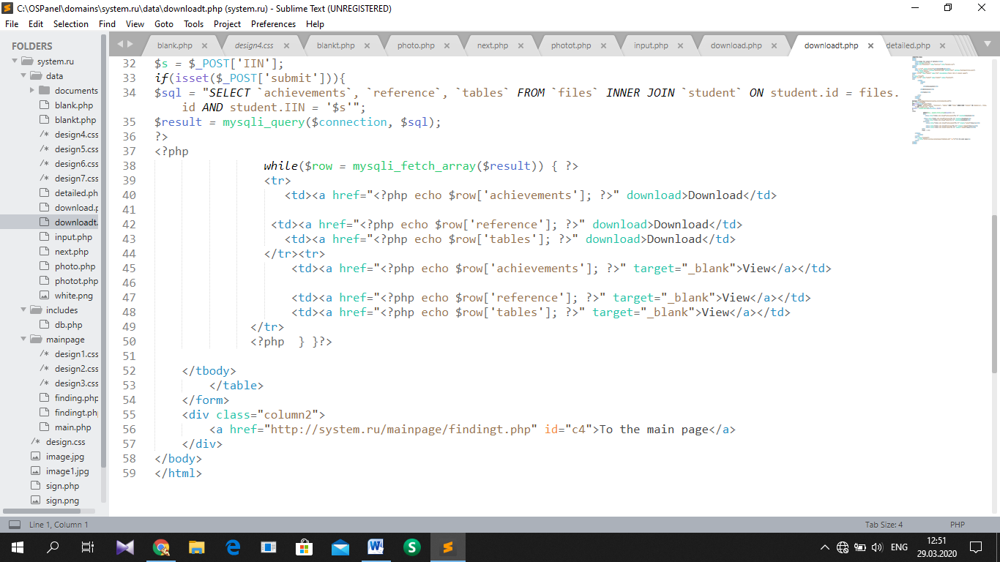 C:\OSPanel\domains\system.ru\data\downloadt.php (system.ru) - Sublime Text (UNREGISTERED)
File Edit Selection Find View Goto Tools Project Preferences Help
FOLDERS
system.ru
data
documents
blank.php
blankt.php
/* design4.css
/* design5.css
/* design6.css
/* design7.css
detailed.ph
download.p
downloadt.
input.php
next.php
photo.php
photot.php
white.png
includes
db.php
mainpage
/* design1.css
/* design2.css
/* design3.css
finding.php
findingt.ph
main.php
/* design.css
image.jpg
image1.jpg
sign.php
sign.png
blank.php × design4.css × blankt.php × photo.php × next.php × photot.php × input.php × download.php × downloadt.php × detailed.php ×
32 $s = $_POST['IIN'];
33 if(isset($_POST['submit'])){
34 $sql = "SELECT `achievements`, `reference`, `tables` FROM `files` INNER JOIN `student` ON student.id = files.
id AND student.IIN = '$s'";
35 $result = mysqli_query($connection, $sql);
36 ?>
37 <?php
38 while($row = mysqli_fetch_array($result)) { ?>
39 <tr>
40 <td><a href="<?php echo $row['achievements']; ?>" download>Download</td>
41
42 <td><a href="<?php echo $row['reference']; ?>" download>Download</td>
43 <td><a href="<?php echo $row['tables']; ?>" download>Download</td>
44 </tr><tr>
45 <td><a href="<?php echo $row['achievements']; ?>" target="_blank">View</a></td>
46
47 <td><a href="<?php echo $row['reference']; ?>" target="_blank">View</a></td>
48 <td><a href="<?php echo $row['tables']; ?>" target="_blank">View</a></td>
49 </tr>
50 <?php } }?>
51
52 </tbody>
53 </table>
54 </form>
55 <div class="column2">
56 <a href="http://system.ru/mainpage/findingt.php" id="c4">To the main page</a>
57 </div>
58 </body>
59 </html>
Line 1, Column 1 Tab Size: 4 PHP
ENG
12:51
29.03.2020